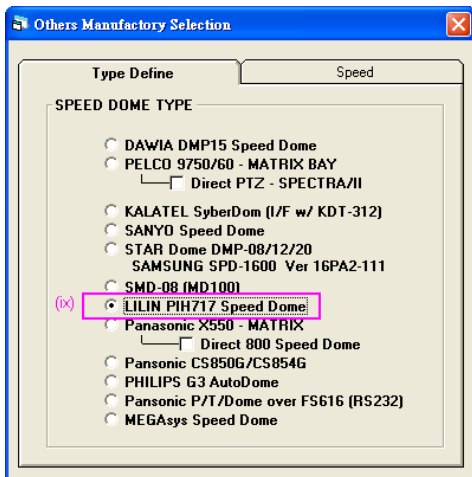 Others Manufactory Selection
Type Define Speed
SPEED DOME TYPE
DAWIA DMP15 Speed Dome
PELCO 9750/60 - MATRIX BAY
Direct PTZ - SPECTRA/II
KALATEL SyberDom (I/F w/ KDT-312)
SANYO Speed Dome
STAR Dome DMP-08/12/20
SAMSUNG SPD-1600 Ver 16PA2-111
SMD-08 (MD100)
(ix) LILIN PIH717 Speed Dome
Panasonic X550 - MATRIX
Direct 800 Speed Dome
Pansonic CS850G/CS854G
PHILIPS G3 AutoDome
Pansonic P/T/Dome over FS616 (RS232)
MEGAsys Speed Dome